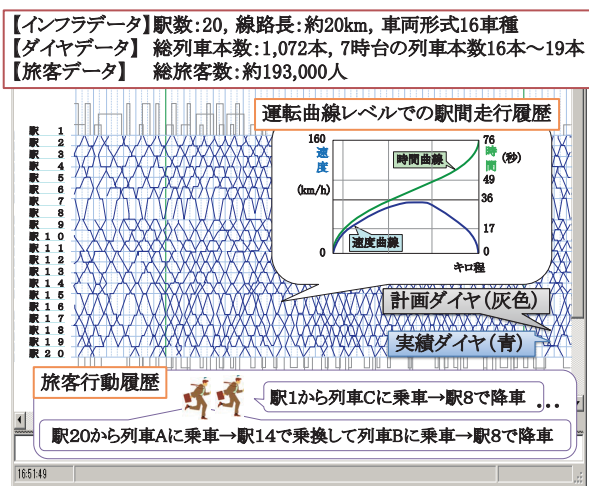 【インフラデータ】駅数:20, 線路長:約20km, 車両形式16車種
【ダイヤデータ】 総列車本数:1,072本, 7時台の列車本数16本～19本
【旅客データ】 総旅客数:約193,000人
運転曲線レベルでの駅間走行履歴
160
速度
(km/h)
0
時間曲線
速度曲線
76
時間
(秒)
49
36
17
0
キロ程
駅 1
駅 2
駅 3
駅 4
駅 5
駅 6
駅 7
駅 8
駅 9
駅10
駅11
駅12
駅13
駅14
駅15
駅16
駅17
駅18
駅19
駅20
計画ダイヤ(灰色)
実績ダイヤ(青)
旅客行動履歴
駅1から列車Cに乗車→駅8で降車
...
駅20から列車Aに乗車→駅14で乗換して列車Bに乗車→駅8で降車
16:51:49